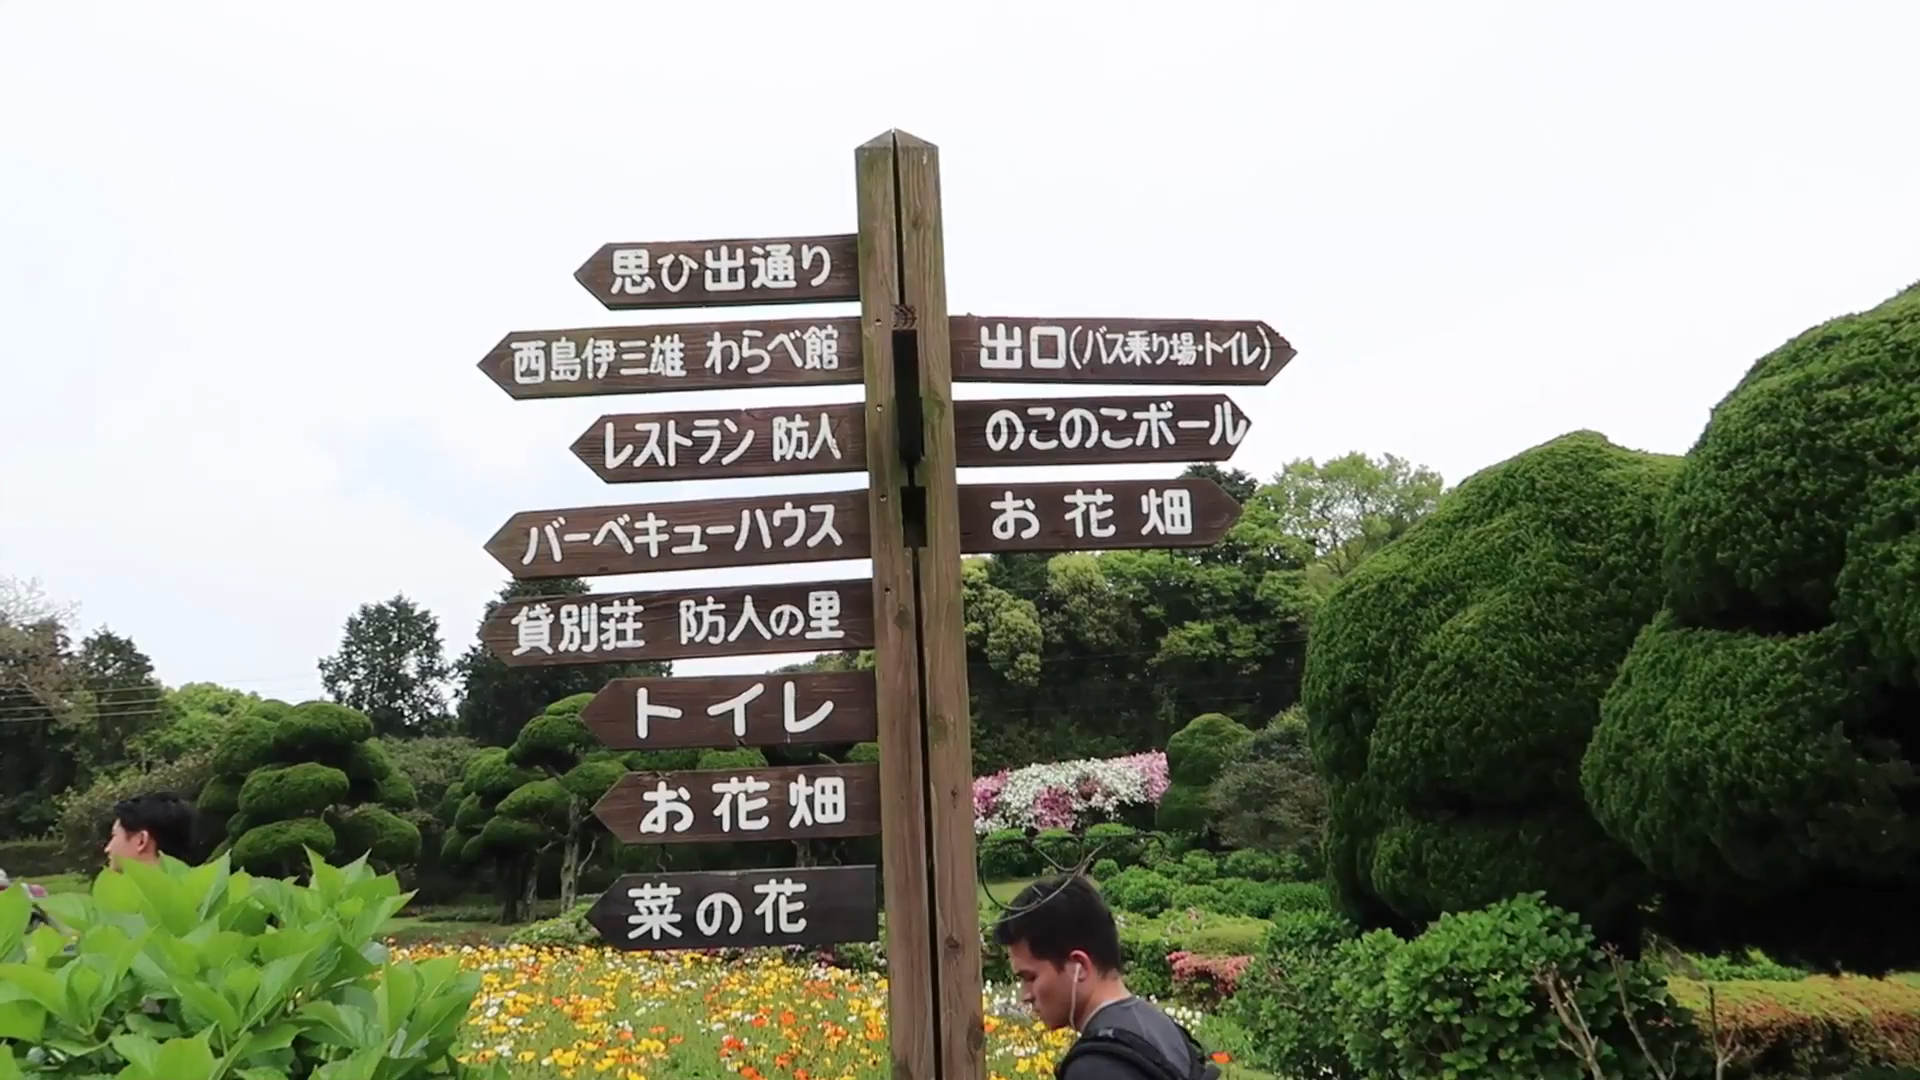 思ひ出通り
西島伊三雄 わらべ館
レストラン 防人
バーベキューハウス
貸別荘 防人の里
トイレ
お花畑
菜の花
出口(バス乗り場・トイレ)
のこのこボール
お花畑